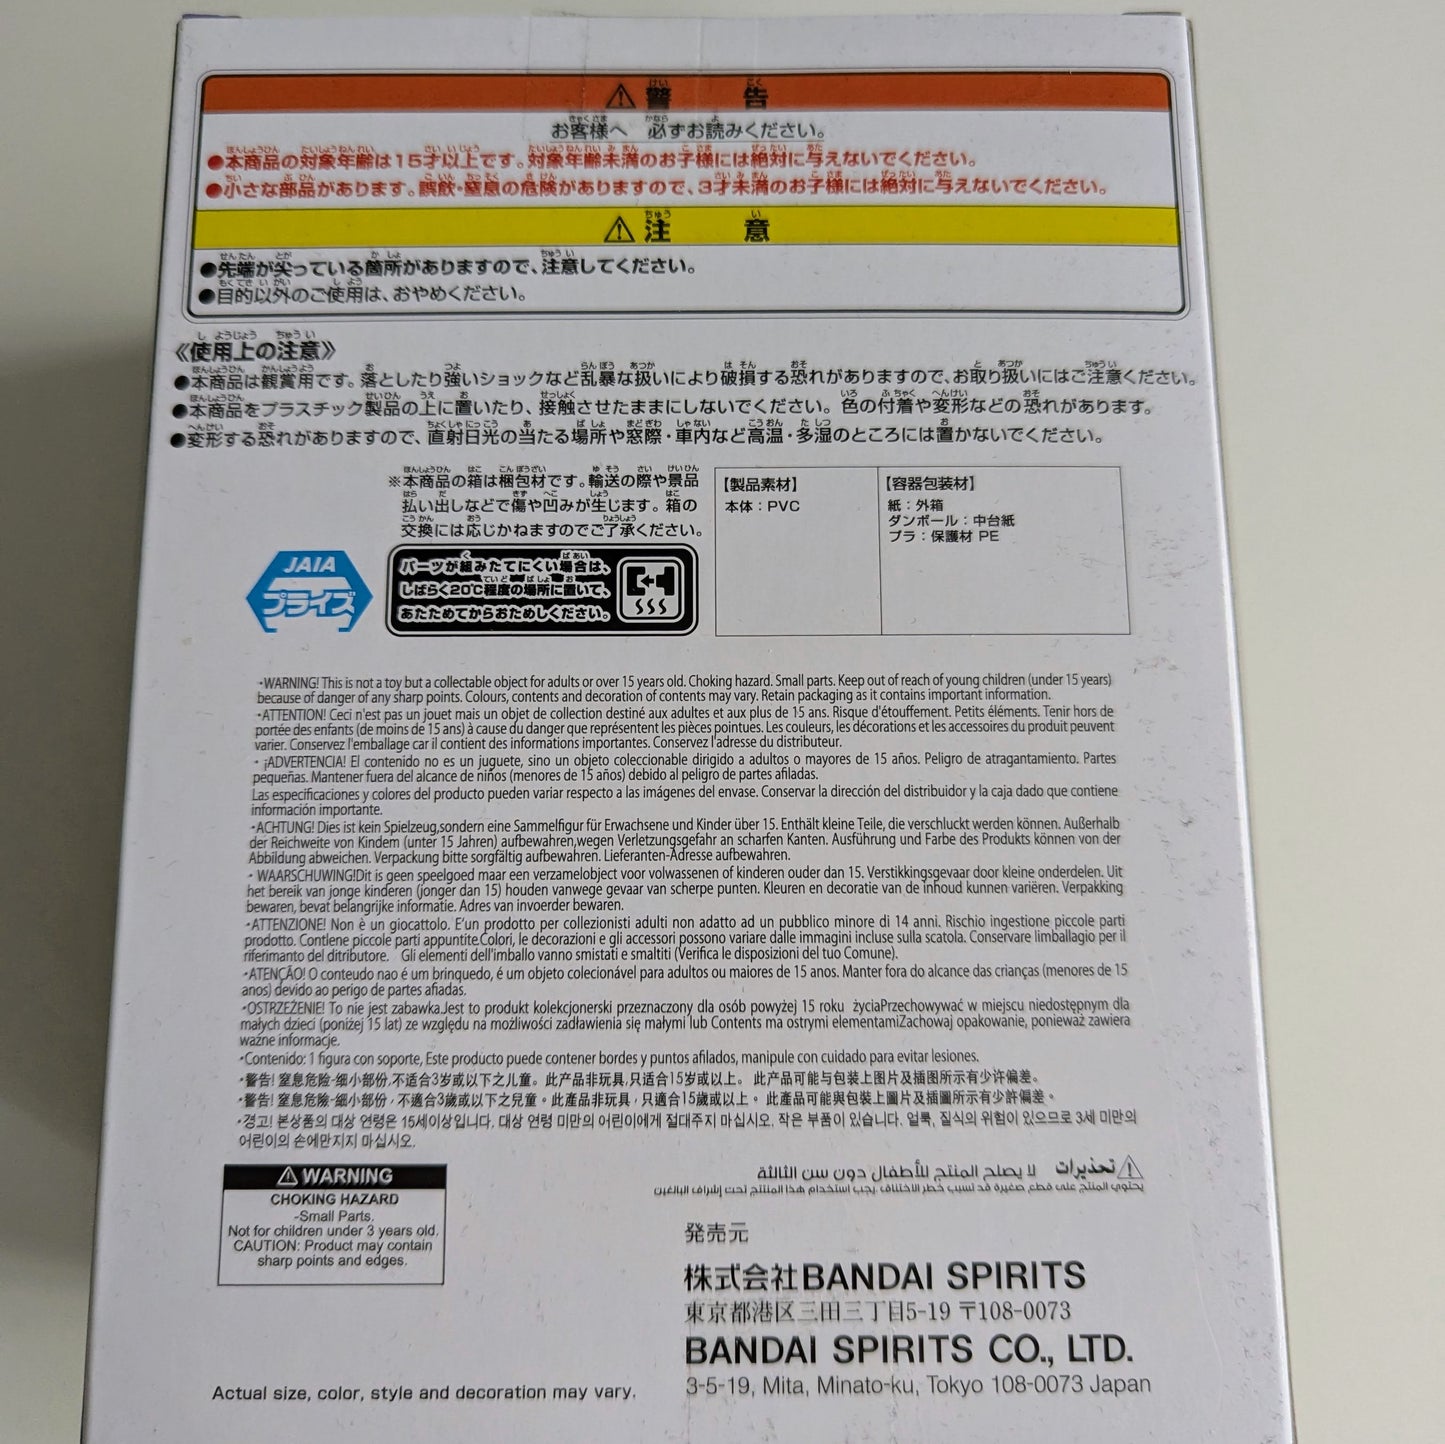 ⚠警告
お客様へ 必ずお読みください。
●本商品の対象年齢は15才以上です。対象年齢未満のお子様には絶対に与えないでください。
●小さな部品があります。誤飲・窒息の危険がありますので、3才未満のお子様には絶対に与えないでください。
⚠注意
●先端が尖っている箇所がありますので、注意してください。
●目的以外のご使用は、おやめください。
《使用上の注意》
●本商品は観賞用です。落としたり強いショックなど乱暴な扱いにより破損する恐れがありますので、お取り扱いにはご注意ください。
●本商品をプラスチック製品の上に置いたり、接触させたままにしないでください。色の付着や変形などの恐れがあります。
●変形する恐れがありますので、直射日光の当たる場所や窓際・車内など高温・多湿のところには置かないでください。
※本商品の箱は梱包材です。輸送の際や景品
払い出しなどで傷や凹みが生じます。箱の
交換には応じかねますのでご了承ください。
【製品素材】
本体：PVC
【容器包装材】
紙：外箱
ダンボール：中台紙
プラ：保護材 PE
JAIA
プライズ
パーツが組みたてにくい場合は、
しばらく20℃程度の場所に置いて、
あたためてからおためしください。
•WARNING! This is not a toy but a collectable object for adults or over 15 years old. Choking hazard. Small parts. Keep out of reach of young children (under 15 years)
because of danger of any sharp points. Colours, contents and decoration of contents may vary. Retain packaging as it contains important information.
•ATTENTION! Ceci n'est pas un jouet mais un objet de collection destiné aux adultes et aux plus de 15 ans. Risque d'étouffement. Petits éléments. Tenir hors de
portée des enfants (de moins de 15 ans) à cause du danger que représentent les pièces pointues. Les couleurs, les décorations et les accessoires du produit peuvent
varier. Conservez l'emballage car il contient des informations importantes. Conservez l'adresse du distributeur.
• ¡ADVERTENCIA! El contenido no es un juguete, sino un objeto coleccionable dirigido a adultos o mayores de 15 años. Peligro de atragantamiento. Partes
pequeñas. Mantener fuera del alcance de niños (menores de 15 años) debido al peligro de partes afiladas.
Las especificaciones y colores del producto pueden variar respecto a las imágenes del envase. Conservar la dirección del distribuidor y la caja dado que contiene
información importante.
•ACHTUNG! Dies ist kein Spielzeug,sondern eine Sammelfigur für Erwachsene und Kinder über 15. Enthält kleine Teile, die verschluckt werden können. Außerhalb
der Reichweite von Kindern (unter 15 Jahren) aufbewahren,wegen Verletzungsgefahr an scharfen Kanten. Ausführung und Farbe des Produkts können von der
Abbildung abweichen. Verpackung bitte sorgfältig aufbewahren. Lieferanten-Adresse aufbewahren.
• WAARSCHUWING!Dit is geen speelgoed maar een verzamelobject voor volwassenen of kinderen ouder dan 15. Verstikkingsgevaar door kleine onderdelen. Uit
het bereik van jonge kinderen (jonger dan 15) houden vanwege gevaar van scherpe punten. Kleuren en decoratie van de inhoud kunnen variëren. Verpakking
bewaren, bevat belangrijke informatie. Adres van invoerder bewaren.
•ATTENZIONE! Non è un giocattolo. E'un prodotto per collezionisti adulti non adatto ad un pubblico minore di 14 anni. Rischio ingestione piccole parti
prodotto. Contiene piccole parti appuntite.Colori, le decorazioni e gli accessori possono variare dalle immagini incluse sulla scatola. Conservare limballagio per il
riferimanto del ditributore. Gli elementi dell'imballo vanno smistati e smaltiti (Verifica le disposizioni del tuo Comune).
•ATENÇÃO! O conteudo nao é um brinquedo, é um objeto colecionável para adultos ou maiores de 15 anos. Manter fora do alcance das crianças (menores de 15
anos) devido ao perigo de partes afiadas.
•OSTRZEŻENIE! To nie jest zabawka.Jest to produkt kolekcjonerski przeznaczony dla osób powyżej 15 roku życiaPrzechowywać w miejscu niedostępnym dla
małych dzieci (poniżej 15 lat) ze względu na możliwości zadławienia się małymi lub Contents ma ostrymi elementamiZachowaj opakowanie, ponieważ zawiera
ważne informacje.
•Contenido: 1 figura con soporte, Este producto puede contener bordes y puntos afilados, manipule con cuidado para evitar lesiones.
•警告! 窒息危险-细小部份,不适合3岁或以下之儿童。此产品非玩具,只适合15岁或以上。 此产品可能与包装上图片及插图所示有少许偏差。
•警告! 窒息危險-細小部份，不適合3歲或以下之兒童。此產品非玩具，只適合15歲或以上。 此產品可能與包裝上圖片及插圖所示有少許偏差。
•경고! 본상품의 대상 연령은 15세이상입니다. 대상 연령 미만의 어린이에게 절대주지 마십시오. 작은 부품이 있습니다. 얼룩, 질식의 위험이 있으므로 3세 미만의
어린이의 손에만지지 마십시오.
⚠WARNING
CHOKING HAZARD
-Small Parts.
Not for children under 3 years old.
CAUTION: Product may contain
sharp points and edges.
⚠تحذيرات لا يصلح المنتج للأطفال دون سن الثالثة
يحتوي المنتج على قطع صغيرة قد تسبب خطر الاختناق. يجب استخدام هذا المنتج تحت إشراف البالغين
発売元
株式会社BANDAI SPIRITS
東京都港区三田三丁目5-19 〒108-0073
BANDAI SPIRITS CO., LTD.
3-5-19, Mita, Minato-ku, Tokyo 108-0073 Japan
Actual size, color, style and decoration may vary.